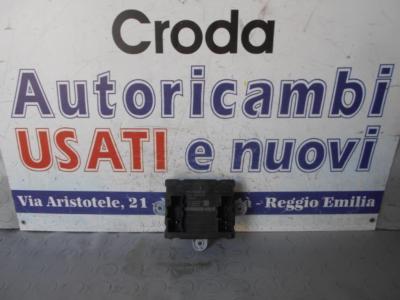 Croda
Autoricambi
USATI e nuovi
Via Aristotele, 21
- Reggio Emilia